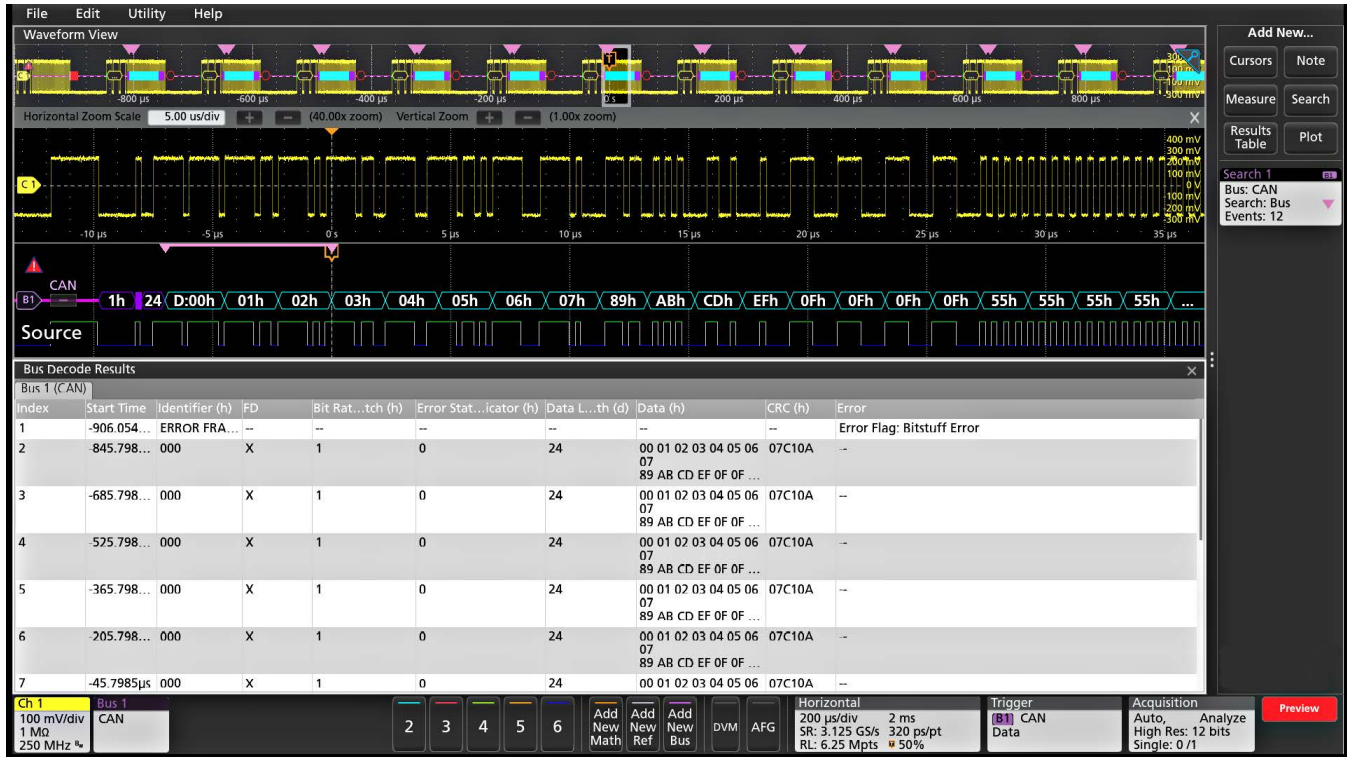 File Edit Utility Help
Waveform View
Add New...
Cursors Note
Measure Search
Results Table Plot
Search 1 B1
Bus: CAN
Search: Bus
Events: 12
T
C 1
-800 µs -600 µs -400 µs -200 µs 0 s 200 µs 400 µs 600 µs 800 µs
Horizontal Zoom Scale 5.00 us/div + - (40.00x zoom) Vertical Zoom + - (1.00x zoom) X
400 mV
300 mV
200 mV
100 mV
0 V
-100 mV
-200 mV
-300 mV
C 1
-10 µs -5 µs 0 s 5 µs 10 µs 15 µs 20 µs 25 µs 30 µs 35 µs
T
CAN
B1 1h 24 D:00h 01h 02h 03h 04h 05h 06h 07h 89h ABh CDh EFh 0Fh 0Fh 0Fh 0Fh 55h 55h 55h 55h ...
Source
Bus Decode Results
Bus 1 (CAN)
Index Start Time Identifier (h) FD Bit Rat...tch (h) Error Stat...icator (h) Data L...th (d) Data (h) CRC (h) Error
1 -906.054... ERROR FRA... -- -- -- -- -- -- Error Flag: Bitstuff Error
2 -845.798... 000 X 1 0 24 00 01 02 03 04 05 06 07C10A --
07
89 AB CD EF 0F 0F ...
3 -685.798... 000 X 1 0 24 00 01 02 03 04 05 06 07C10A --
07
89 AB CD EF 0F 0F ...
4 -525.798... 000 X 1 0 24 00 01 02 03 04 05 06 07C10A --
07
89 AB CD EF 0F 0F ...
5 -365.798... 000 X 1 0 24 00 01 02 03 04 05 06 07C10A --
07
89 AB CD EF 0F 0F ...
6 -205.798... 000 X 1 0 24 00 01 02 03 04 05 06 07C10A --
07
89 AB CD EF 0F 0F ...
7 -45.7985µs 000 X 1 0 24 00 01 02 03 04 05 06 07C10A --
Ch 1
100 mV/div
1 MΩ
250 MHz
Bus 1
CAN
2 3 4 5 6
Add New Math
Add New Ref
Add New Bus
DVM AFG
Horizontal
200 µs/div 2 ms
SR: 3.125 GS/s 320 ps/pt
RL: 6.25 Mpts 50%
Trigger
B1 CAN
Data
Acquisition
Auto, Analyze
High Res: 12 bits
Single: 0 /1
Preview